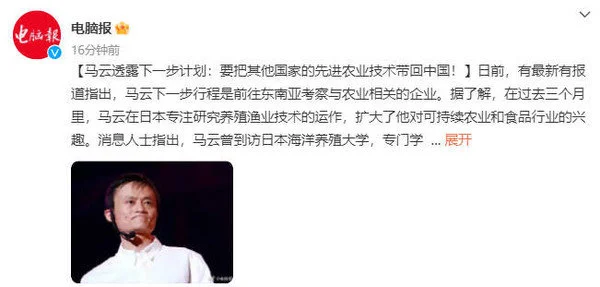 电脑报
电脑报
16分钟前
【马云透露下一步计划：要把其他国家的先进农业技术带回中国！】日前，有最新有报
道指出，马云下一步行程是前往东南亚考察与农业相关的企业。据了解，在过去三个月
里，马云在日本专注研究养殖渔业技术的运作，扩大了他对可持续农业和食品行业的兴
趣。消息人士指出，马云曾到访日本海洋养殖大学，专门学 ... 展开